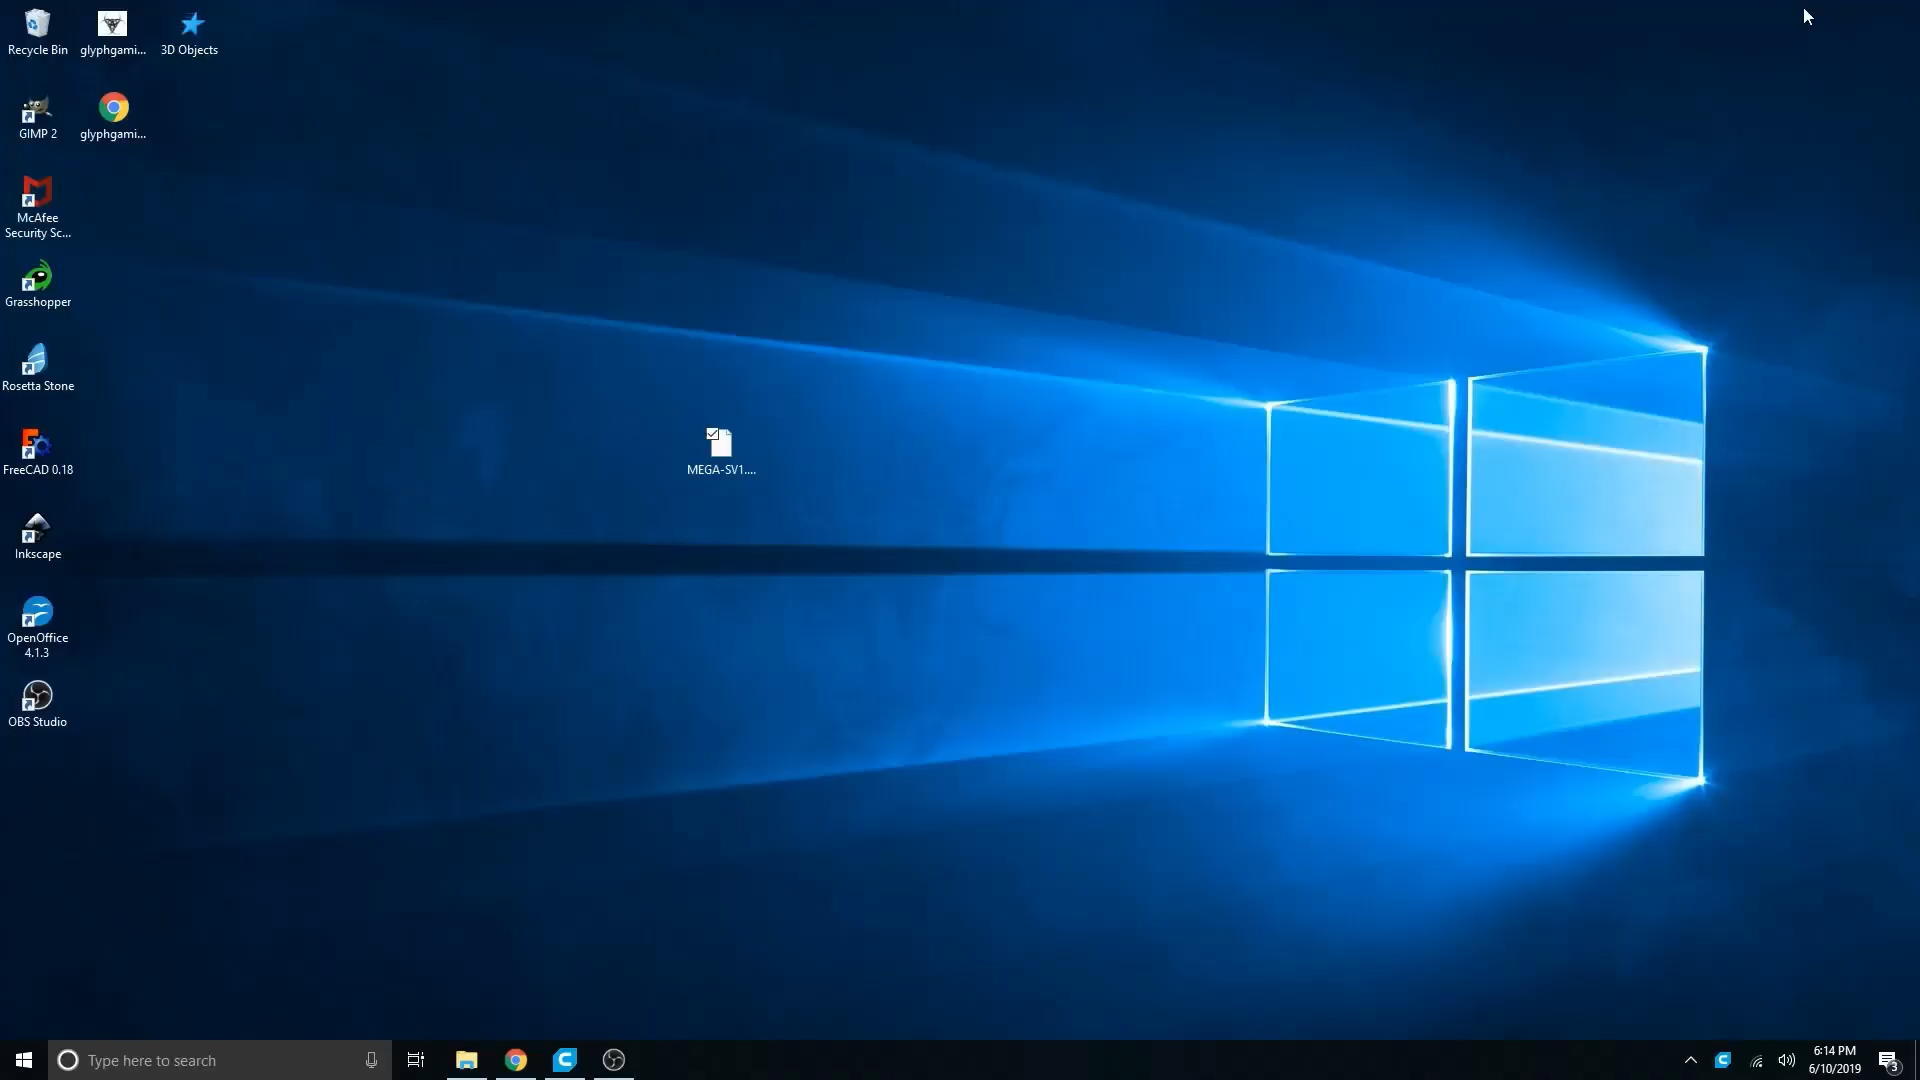 Recycle Bin
glyphgami...
3D Objects
GIMP 2
glyphgami...
McAfee
Security Sc...
Grasshopper
Rosetta Stone
FreeCAD 0.18
MEGA-SV1....
Inkscape
OpenOffice
4.1.3
OBS Studio
Type here to search
6:14 PM
6/10/2019
3